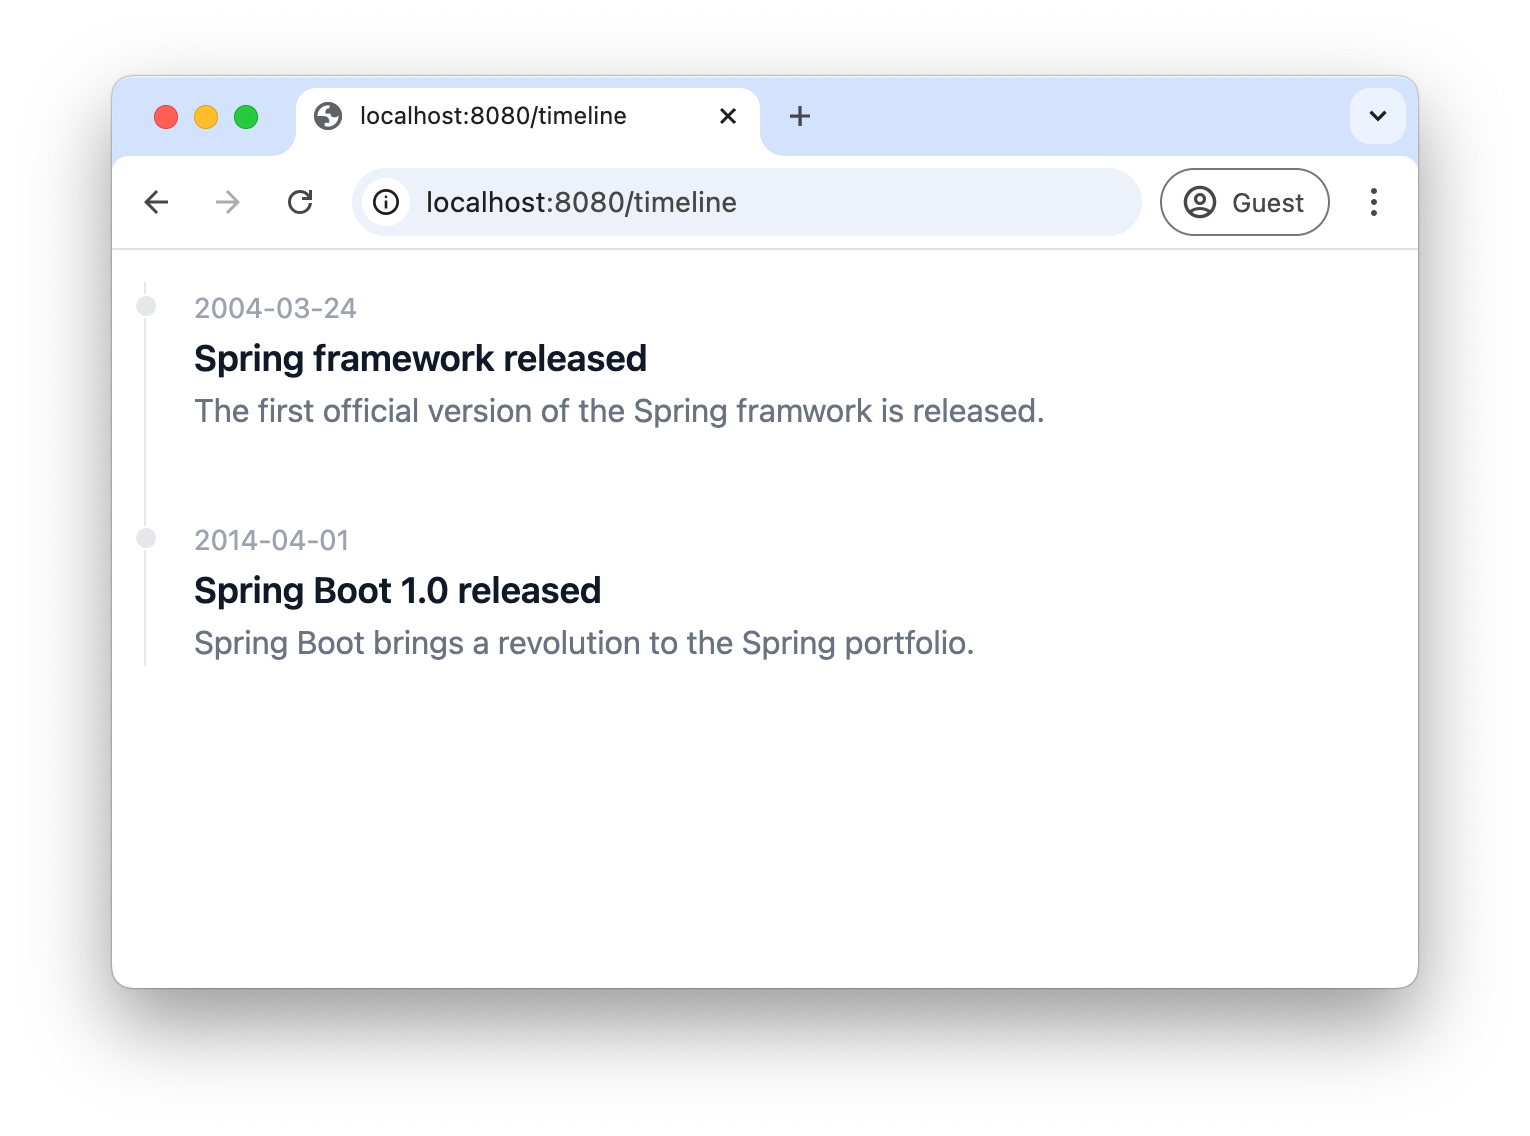 localhost:8080/timeline
localhost:8080/timeline
Guest
2004-03-24
Spring framework released
The first official version of the Spring framwork is released.
2014-04-01
Spring Boot 1.0 released
Spring Boot brings a revolution to the Spring portfolio.